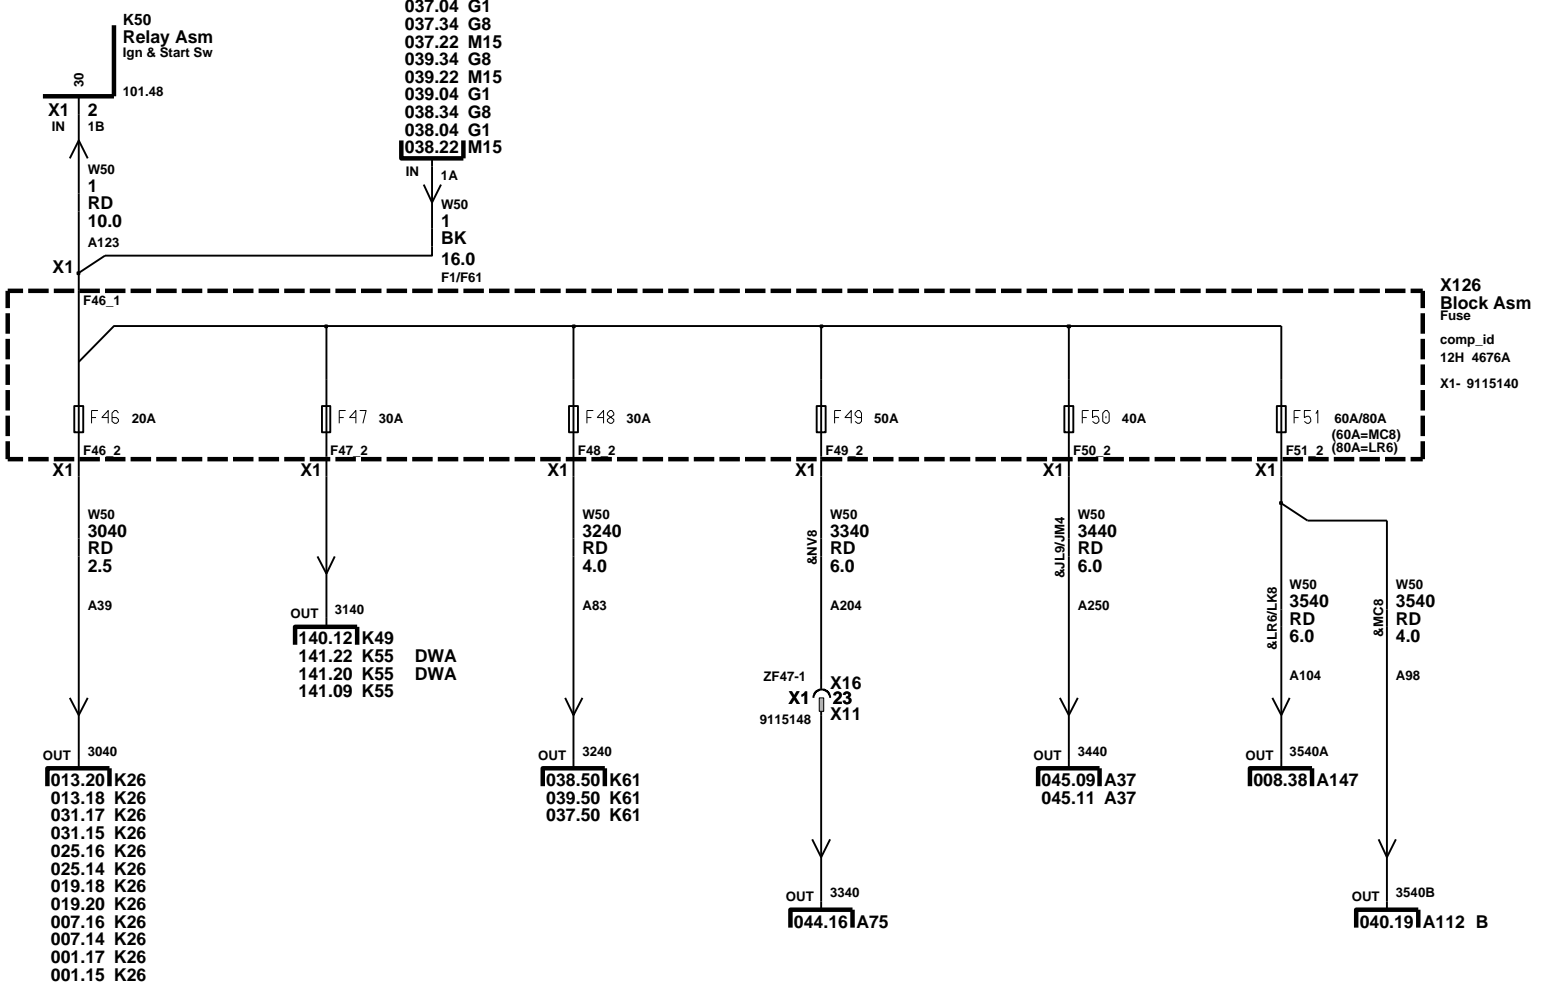 K50
Relay Asm
Ign & Start Sw
30
101.48
X1 2
IN 1B
W50
1
RD
10.0
A123
X1
037.04 G1
037.34 G8
037.22 M15
039.34 G8
039.22 M15
039.04 G1
038.34 G8
038.04 G1
038.22 M15
IN 1A
W50
1
BK
16.0
F1/F61
F46_1
X126
Block Asm
Fuse
comp_id
12H 4676A
X1- 9115140
F46 20A
F47 30A
F48 30A
F49 50A
F50 40A
F51 60A/80A
(60A=MC8)
(80A=LR6)
F46_2
F47_2
F48_2
F49_2
F50_2
F51_2
X1
X1
X1
X1
X1
X1
W50
3040
RD
2.5
A39
OUT 3040
013.20 K26
013.18 K26
031.17 K26
031.15 K26
025.16 K26
025.14 K26
019.18 K26
019.20 K26
007.16 K26
007.14 K26
001.17 K26
001.15 K26
OUT 3140
140.12 K49
141.22 K55 DWA
141.20 K55 DWA
141.09 K55
W50
3240
RD
4.0
A83
OUT 3240
038.50 K61
039.50 K61
037.50 K61
&NV8
W50
3340
RD
6.0
A204
ZF47-1 X16
X1 23
9115148 X11
OUT 3340
044.16 A75
&JL9/JM4
W50
3440
RD
6.0
A250
OUT 3440
045.09 A37
045.11 A37
&LR6/LK8
W50
3540
RD
6.0
A104
OUT 3540A
008.38 A147
&MC8
W50
3540
RD
4.0
A98
OUT 3540B
040.19 A112 B